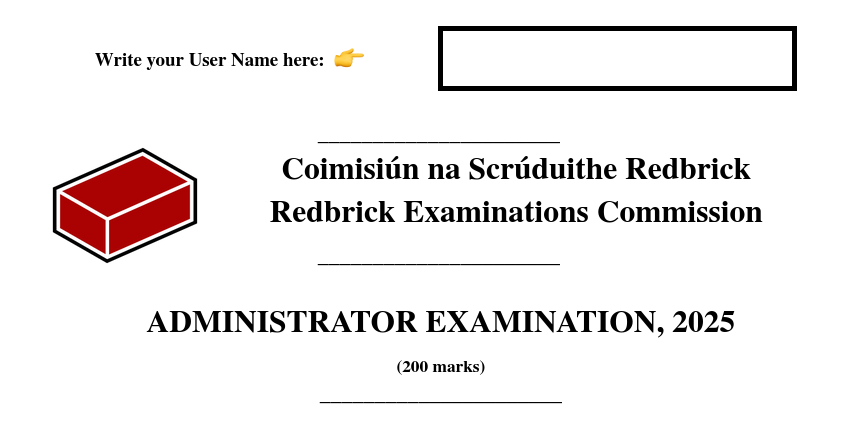 Write your User Name here: 👉
Coimisiún na Scrúduithe Redbrick
Redbrick Examinations Commission
ADMINISTRATOR EXAMINATION, 2025
(200 marks)